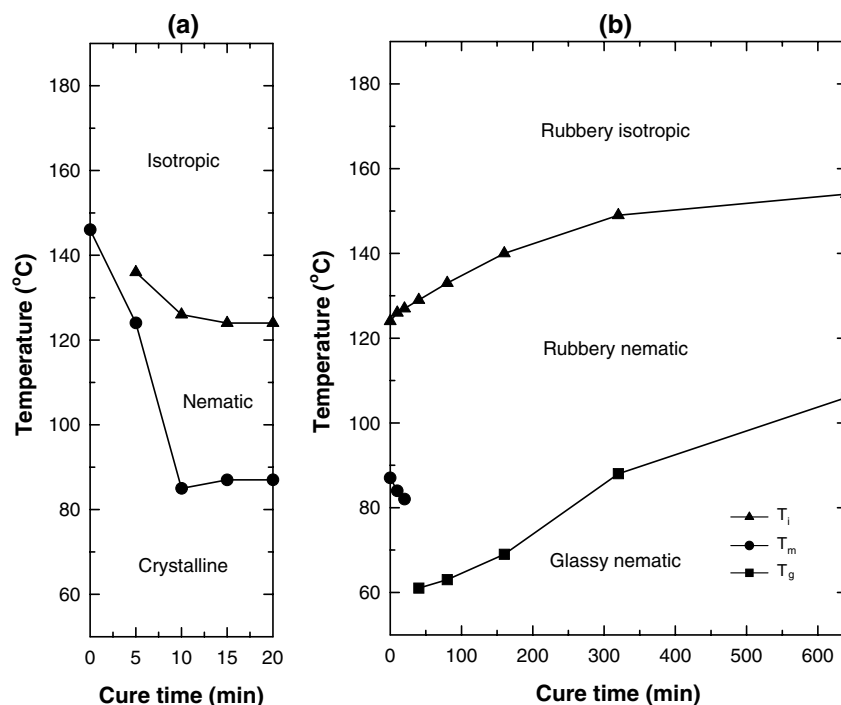 (a)
180
160
140
120
100
80
60
Temperature (°C)
Isotropic
Nematic
Crystalline
0 5 10 15 20
Cure time (min)
(b)
180
160
140
120
100
80
60
Temperature (°C)
Rubbery isotropic
Rubbery nematic
Glassy nematic
Ti
Tm
Tg
0 100 200 300 400 500 600
Cure time (min)